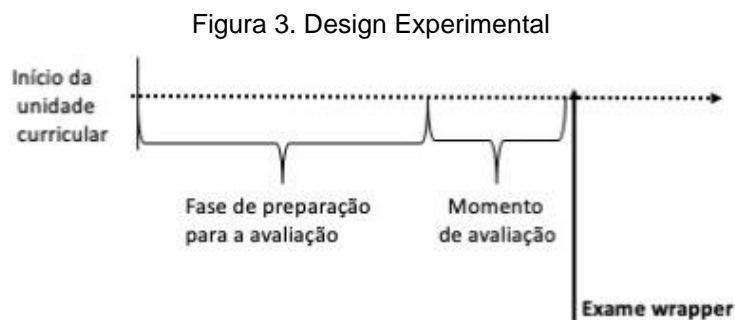 Figura 3. Design Experimental
Início da
unidade
curricular
Fase de preparação
para a avaliação
Momento
de avaliação
Exame wrapper